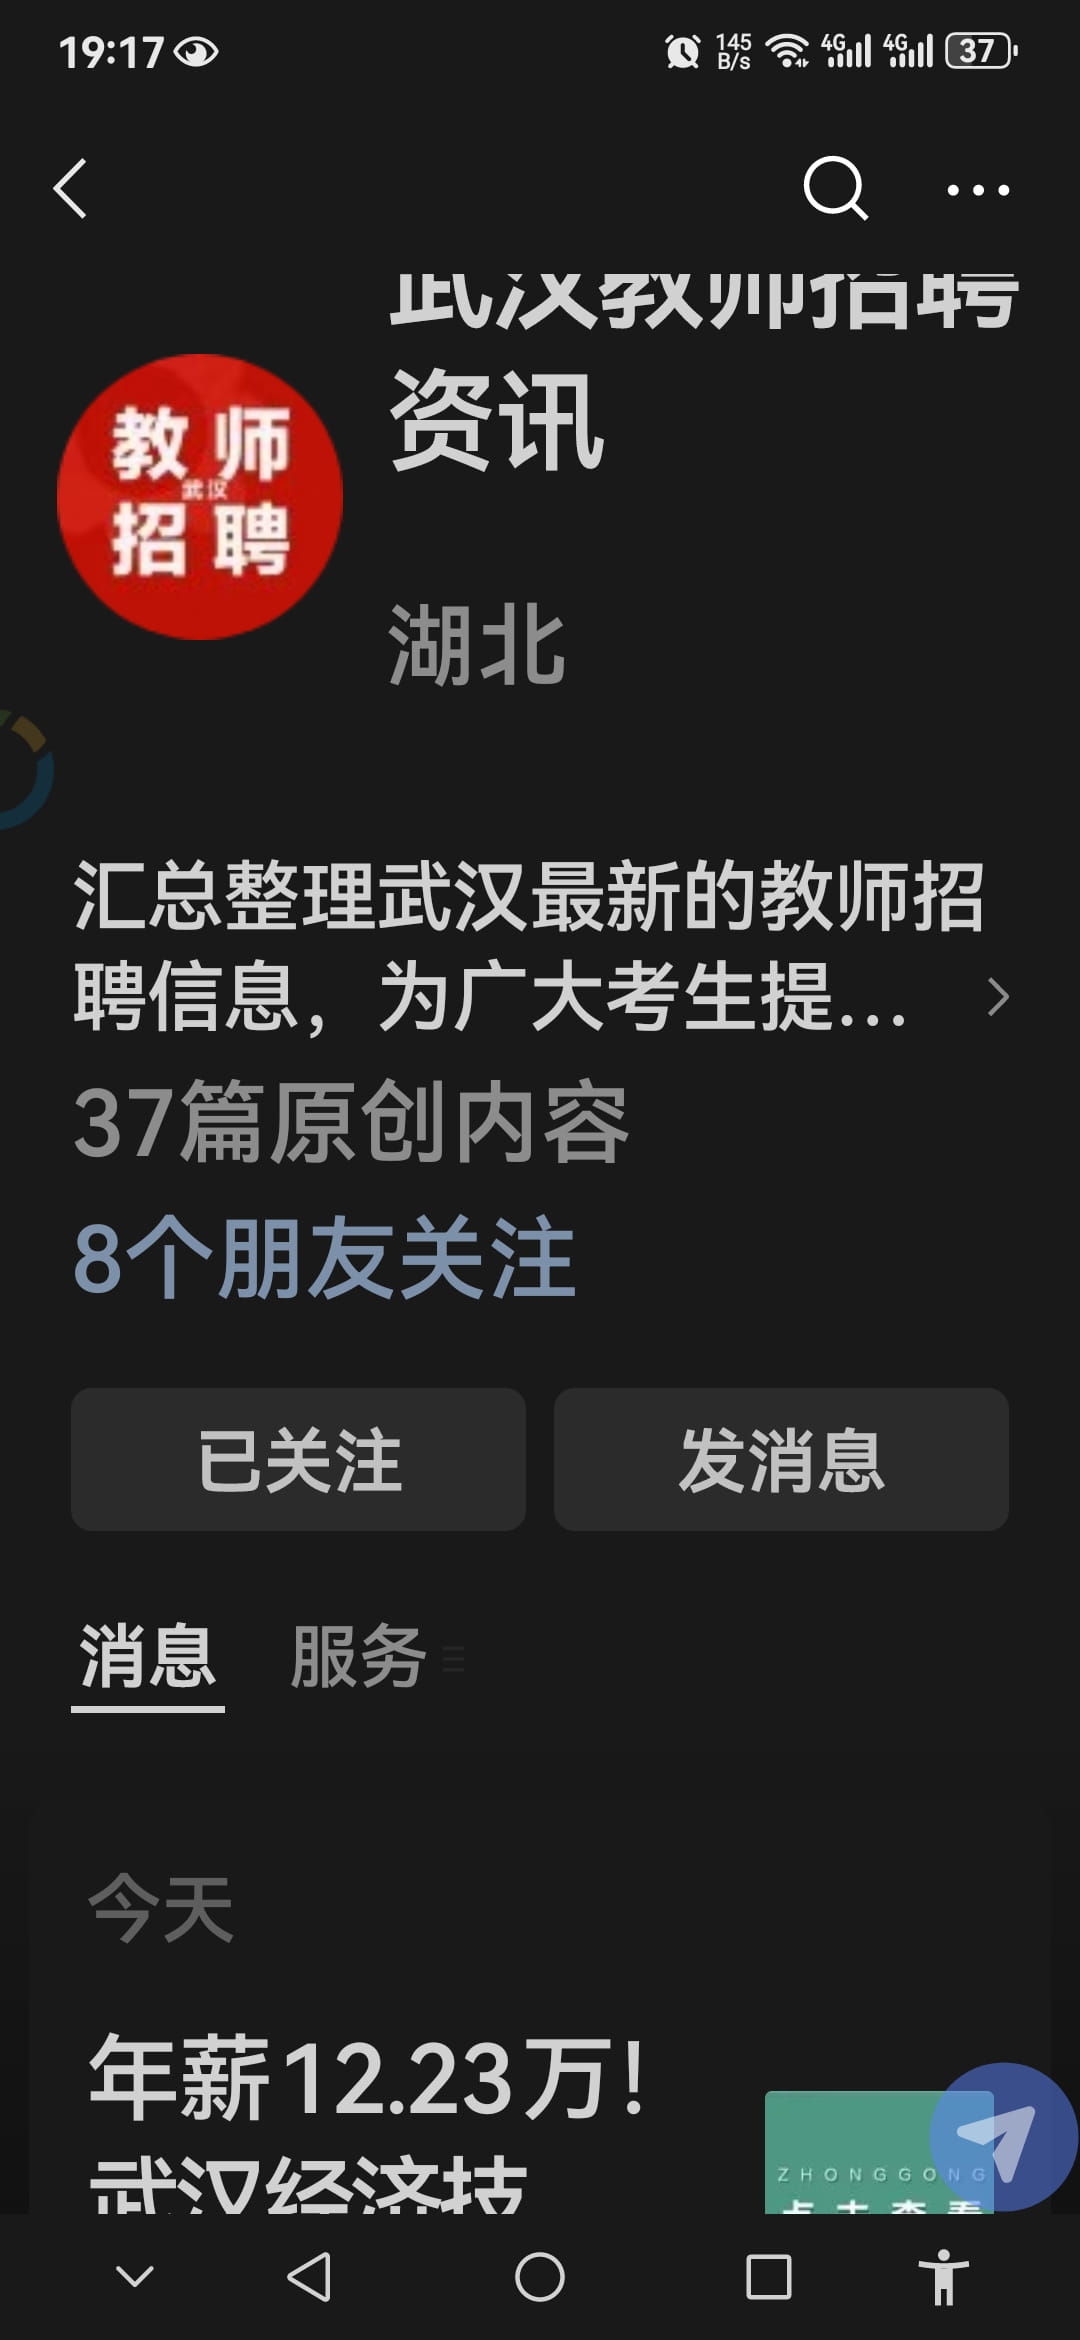 19:17
145 B/s 4G 4G 37
武汉教师招聘
资讯
教师
武汉
招聘
湖北
汇总整理武汉最新的教师招
聘信息，为广大考生提...
37篇原创内容
8个朋友关注
已关注 发消息
消息 服务
今天
年薪12.23万！
武汉经济技
ZHONGGONG
点击查看